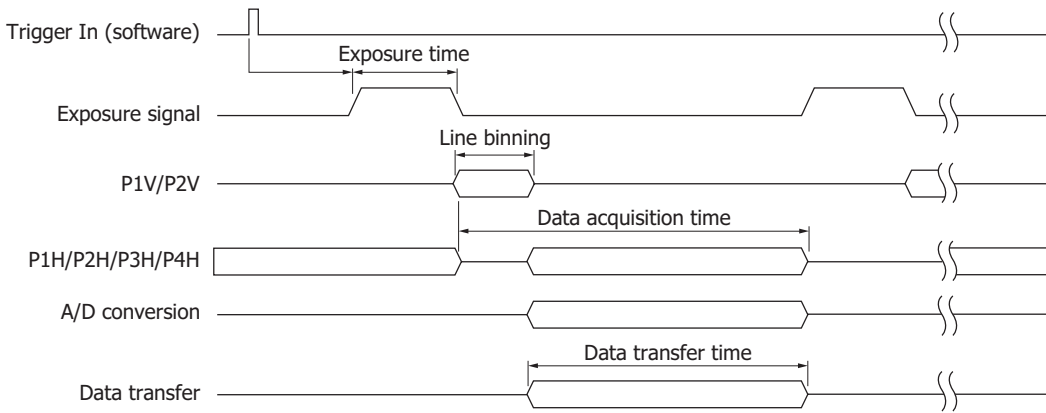 Trigger In (software)
Exposure time
Exposure signal
Line binning
P1V/P2V
Data acquisition time
P1H/P2H/P3H/P4H
A/D conversion
Data transfer time
Data transfer